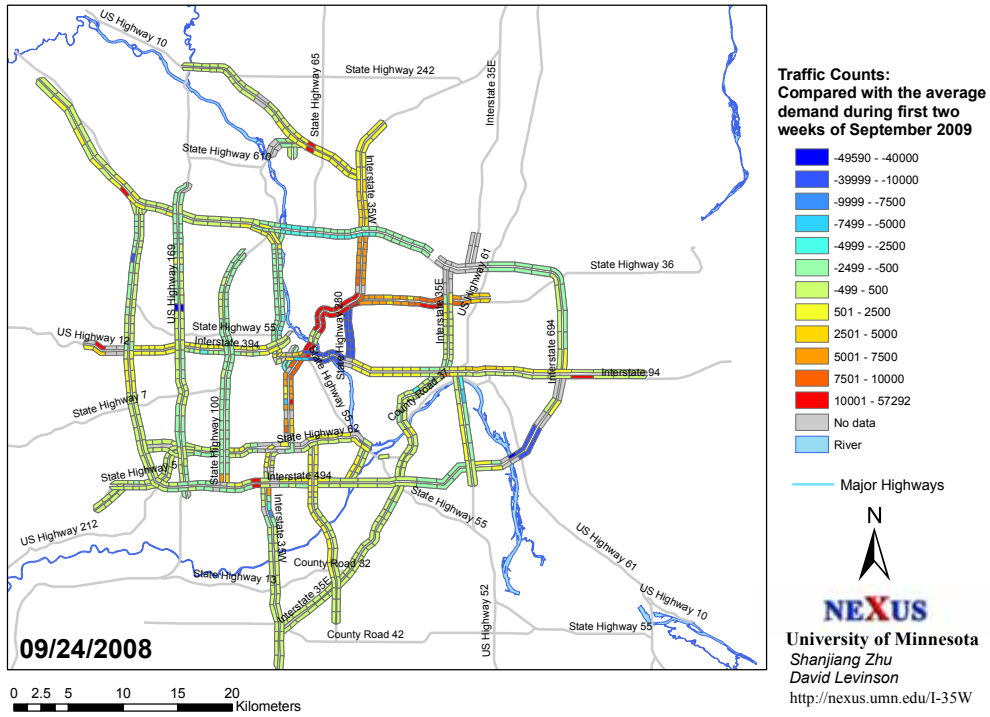 US Highway 10
State Highway 65
State Highway 242
Interstate 35E
State Highway 610
Interstate 35W
US Highway 169
US Highway 61
State Highway 36
Interstate 35E
State Highway 280
State Highway 55
US Highway 12
Interstate 394
Interstate 694
Interstate 94
State Highway 7
State Highway 100
State Highway 55
County Road 37
State Highway 62
State Highway 5
Interstate 494
State Highway 55
US Highway 212
Interstate 35W
County Road 32
State Highway 13
Interstate 35E
US Highway 61
US Highway 10
US Highway 52
State Highway 55
County Road 42
09/24/2008
0 2.5 5 10 15 20
Kilometers
Traffic Counts:
Compared with the average
demand during first two
weeks of September 2009
-49590 - -40000
-39999 - -10000
-9999 - -7500
-7499 - -5000
-4999 - -2500
-2499 - -500
-499 - 500
501 - 2500
2501 - 5000
5001 - 7500
7501 - 10000
10001 - 57292
No data
River
Major Highways
N
NEXUS
University of Minnesota
Shanjiang Zhu
David Levinson
http://nexus.umn.edu/I-35W